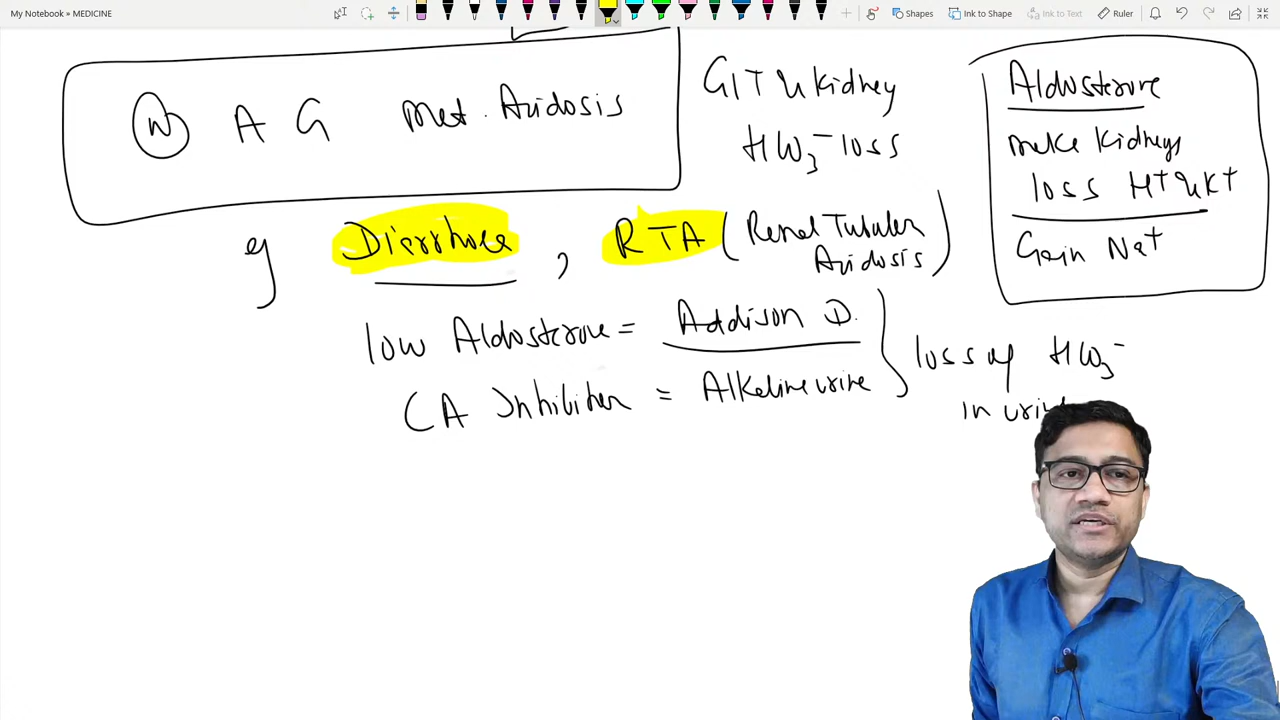 My Notebook » MEDICINE
Shapes
Ink to Shape
Ink to Text
Ruler
N A G Met. Acidosis
GIT & Kidney
HCO3- loss
eg Diarrhoea, RTA (Renal Tubular Acidosis)
low Aldosterone = Addison D.
CA Inhibitor = Alkaline urine
} loss of HCO3-
in urine
Aldosterone
make kidneys
loss H+ & K+
Gain Na+